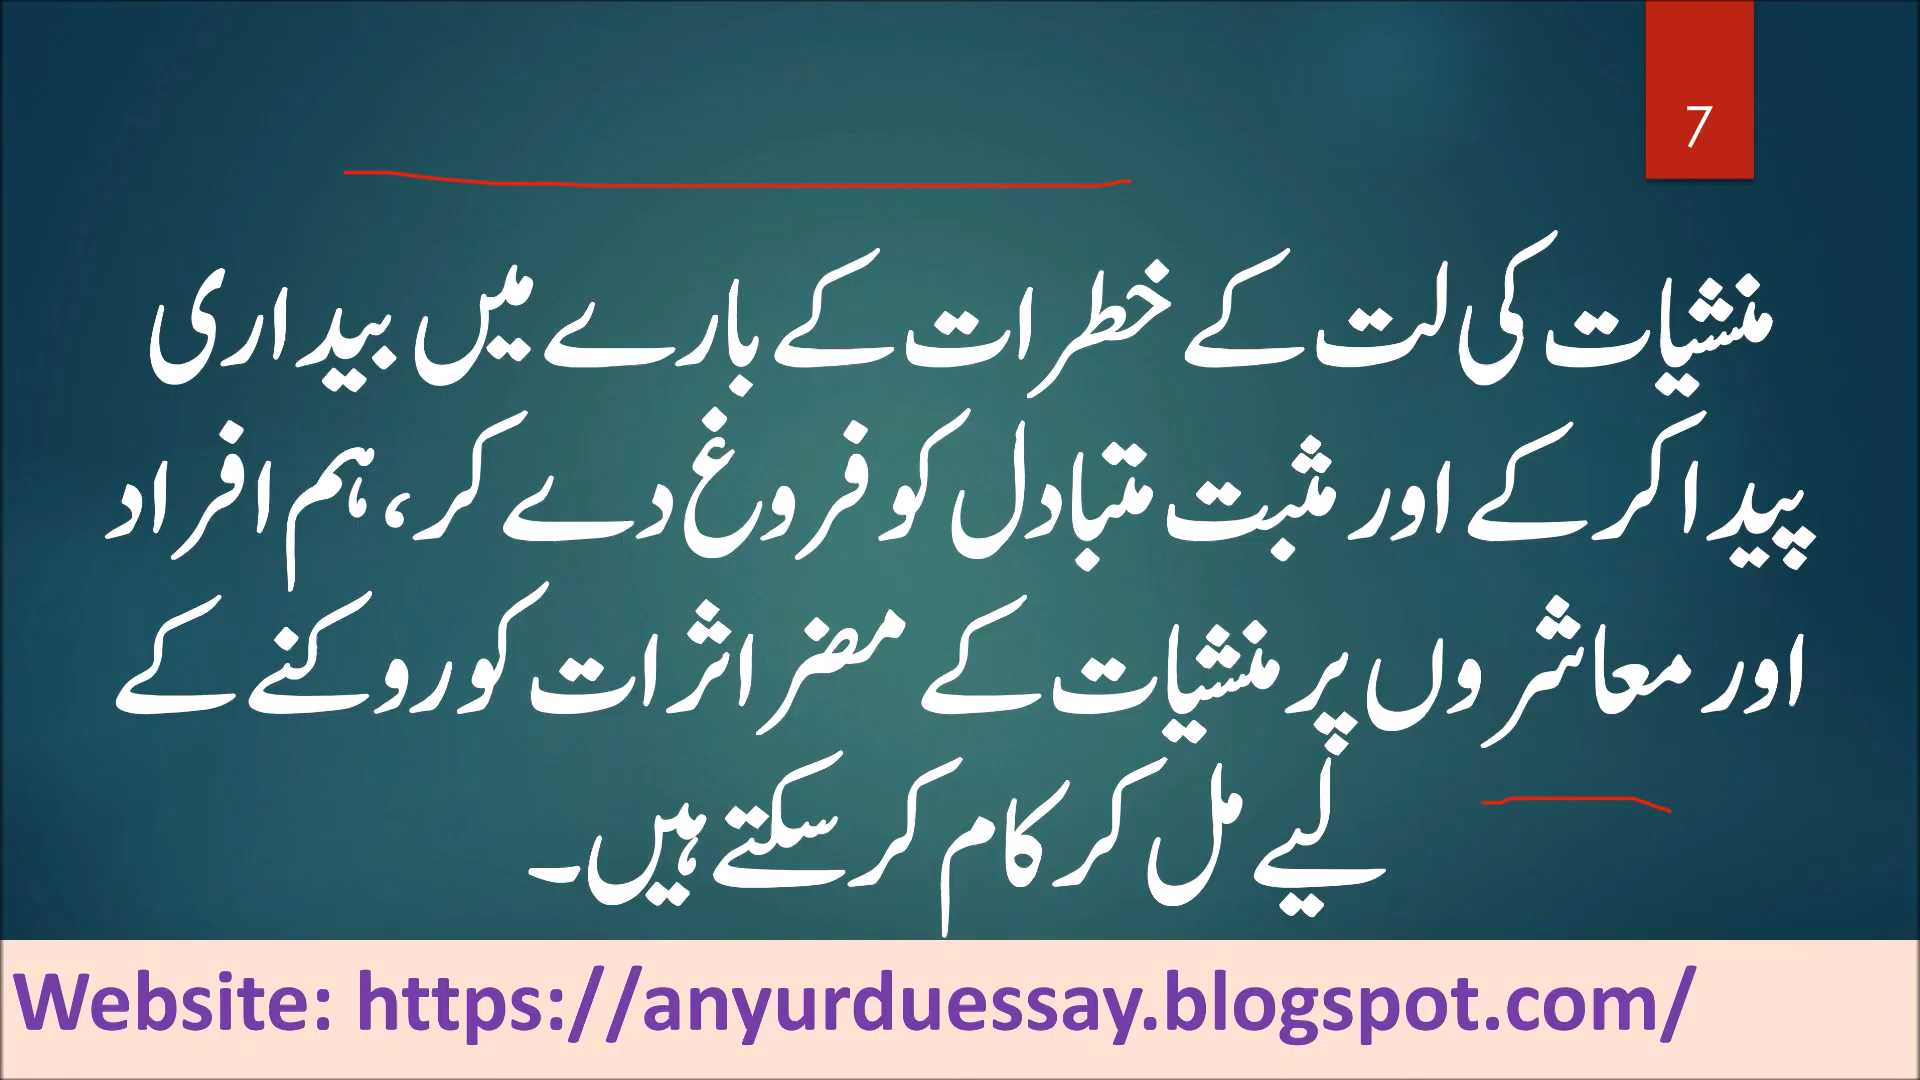 7
منشیات کی لت کے خطرات کے بارے میں بیداری
پیدا کر کے اور مثبت متبادل کو فروغ دے کر، ہم افراد
اور معاشروں پر منشیات کے مضر اثرات کو روکنے کے
لیے مل کر کام کر سکتے ہیں۔
Website: https://anyurduessay.blogspot.com/